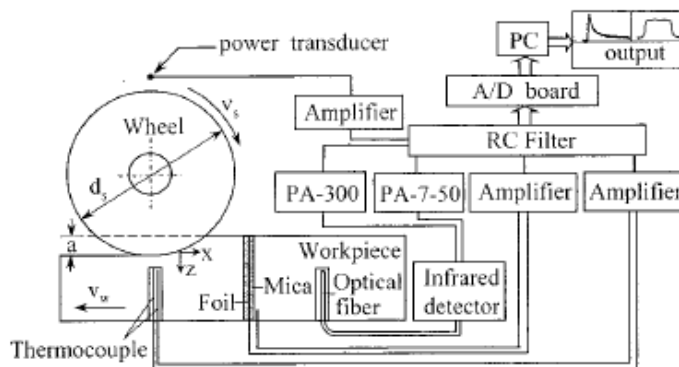 power transducer
PC
output
A/D board
Amplifier
RC Filter
v_s
Wheel
d_s
PA-300
PA-7-50
Amplifier
Amplifier
a
x
z
Workpiece
v_w
Foil
Mica
Optical
fiber
Infrared
detector
Thermocouple